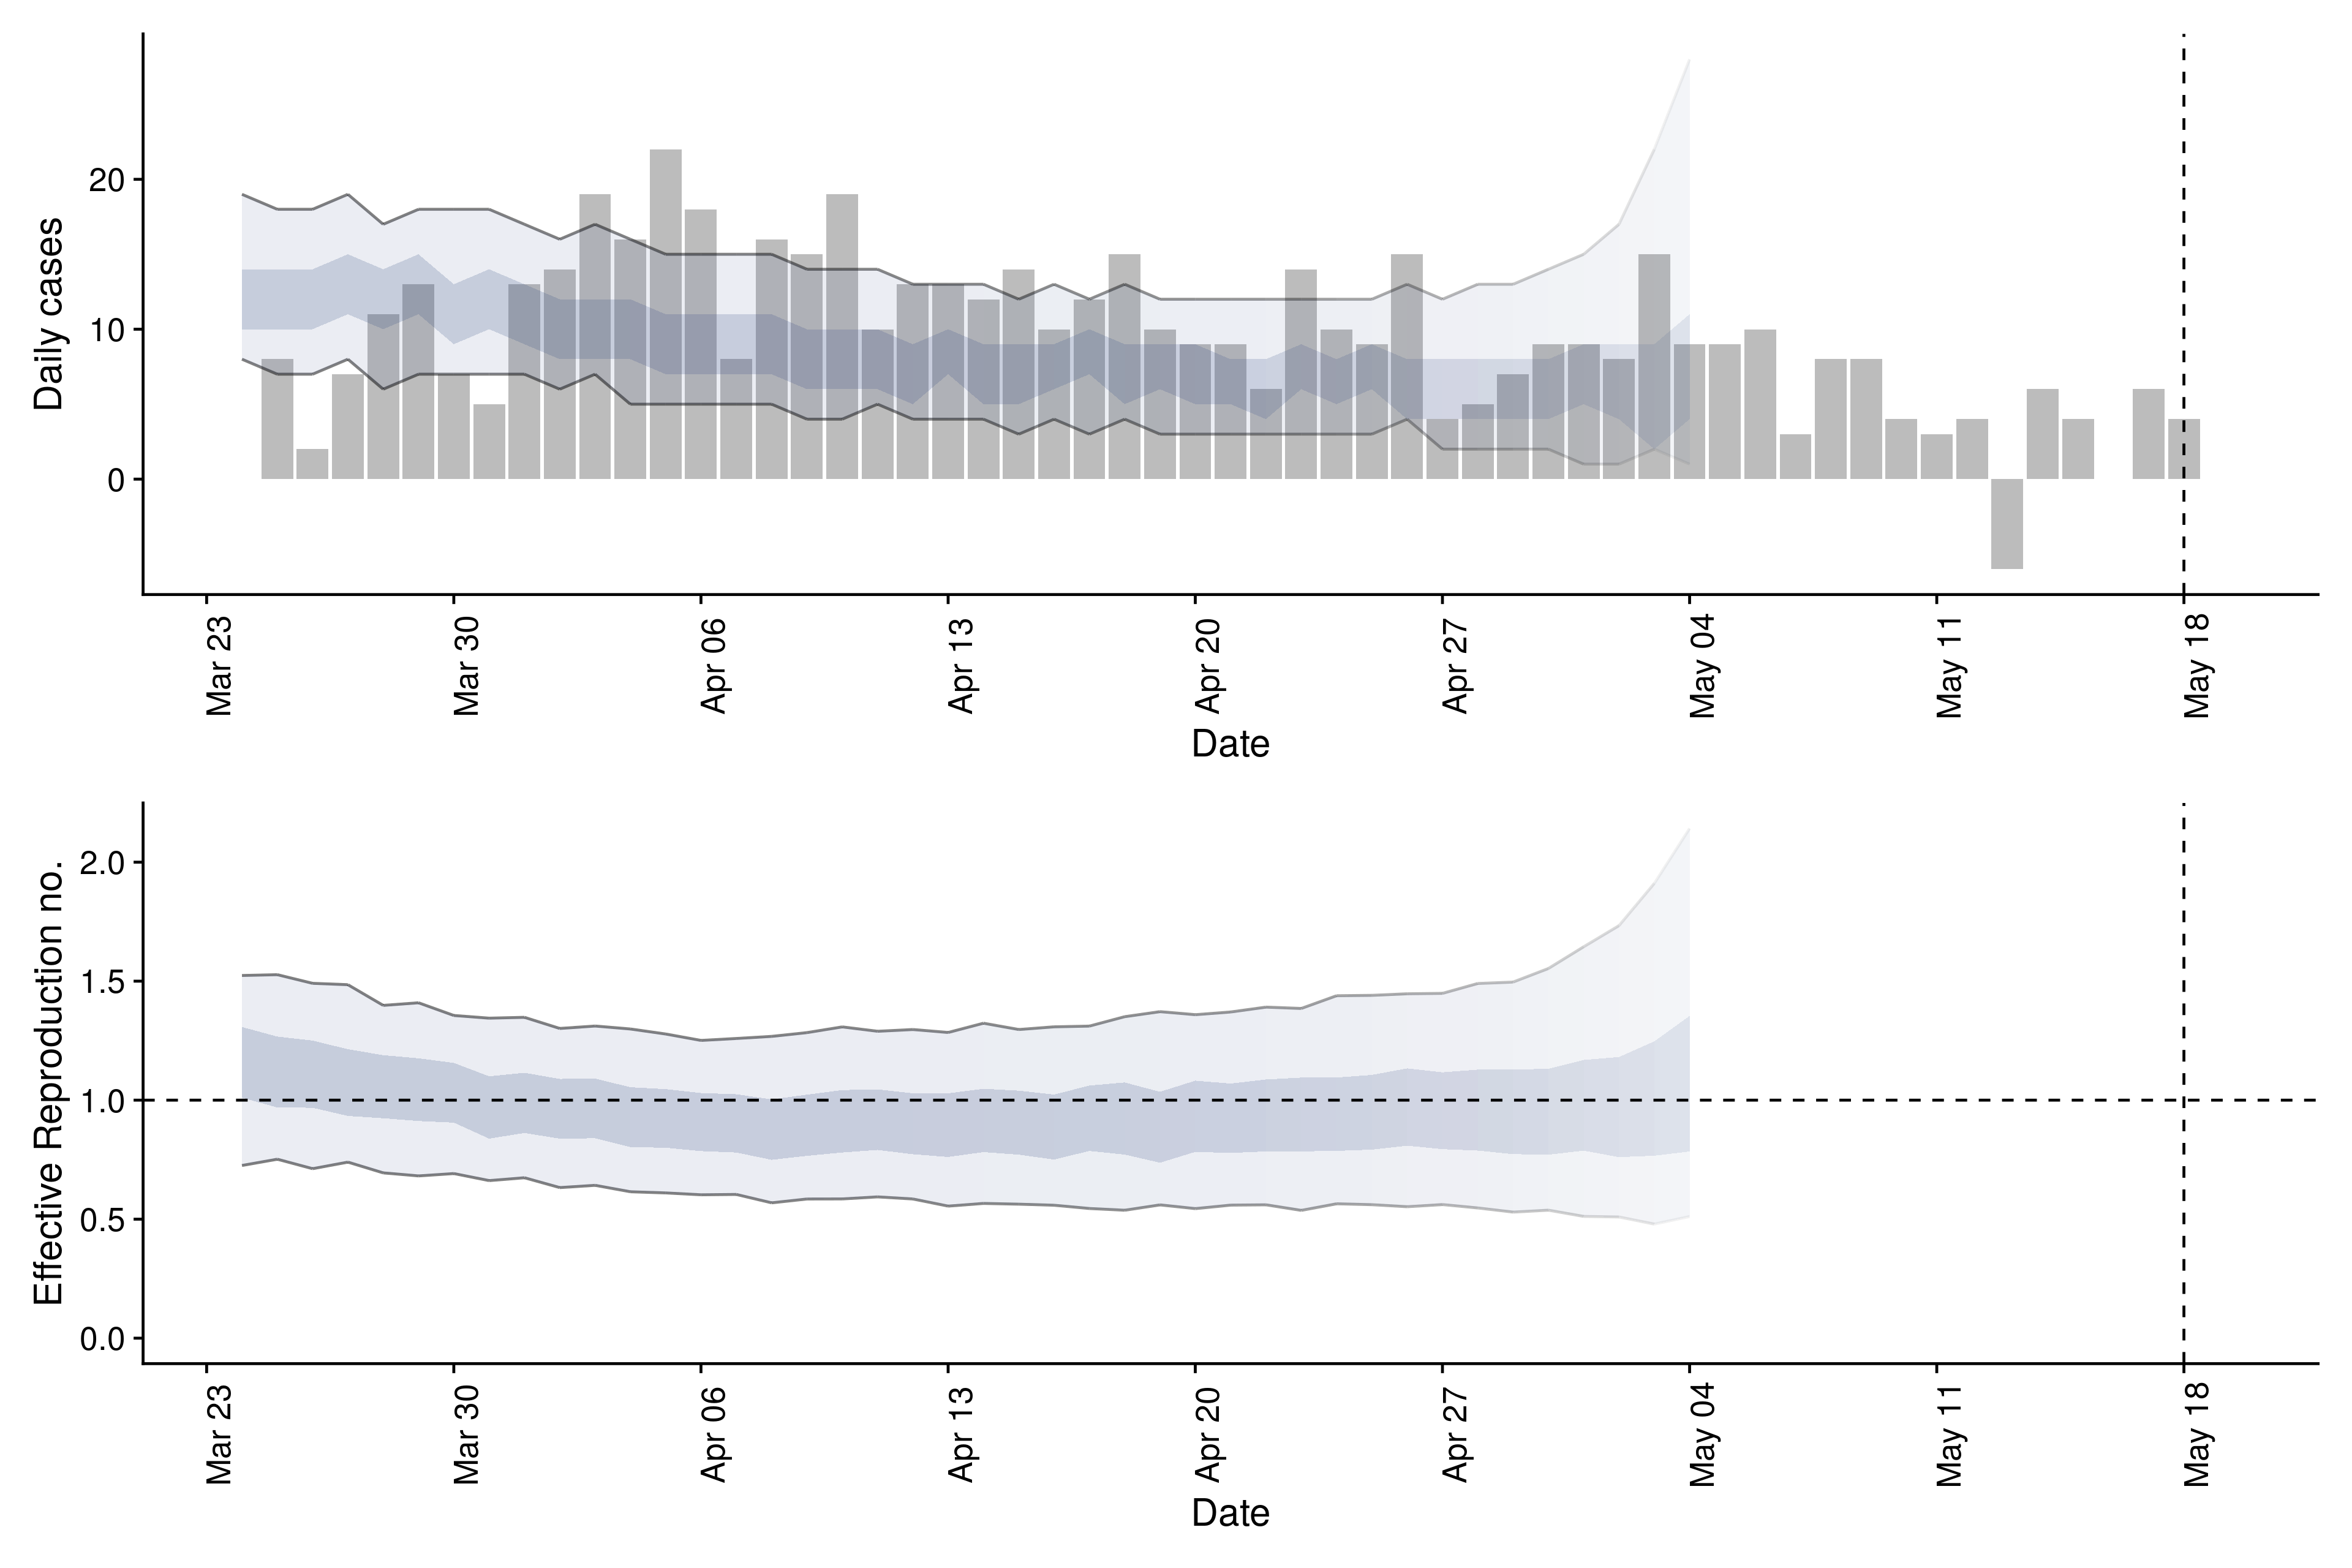 Daily cases
20
10
0
Mar 23
Mar 30
Apr 06
Apr 13
Apr 20
Apr 27
May 04
May 11
May 18
Date
Effective Reproduction no.
2.0
1.5
1.0
0.5
0.0
Mar 23
Mar 30
Apr 06
Apr 13
Apr 20
Apr 27
May 04
May 11
May 18
Date